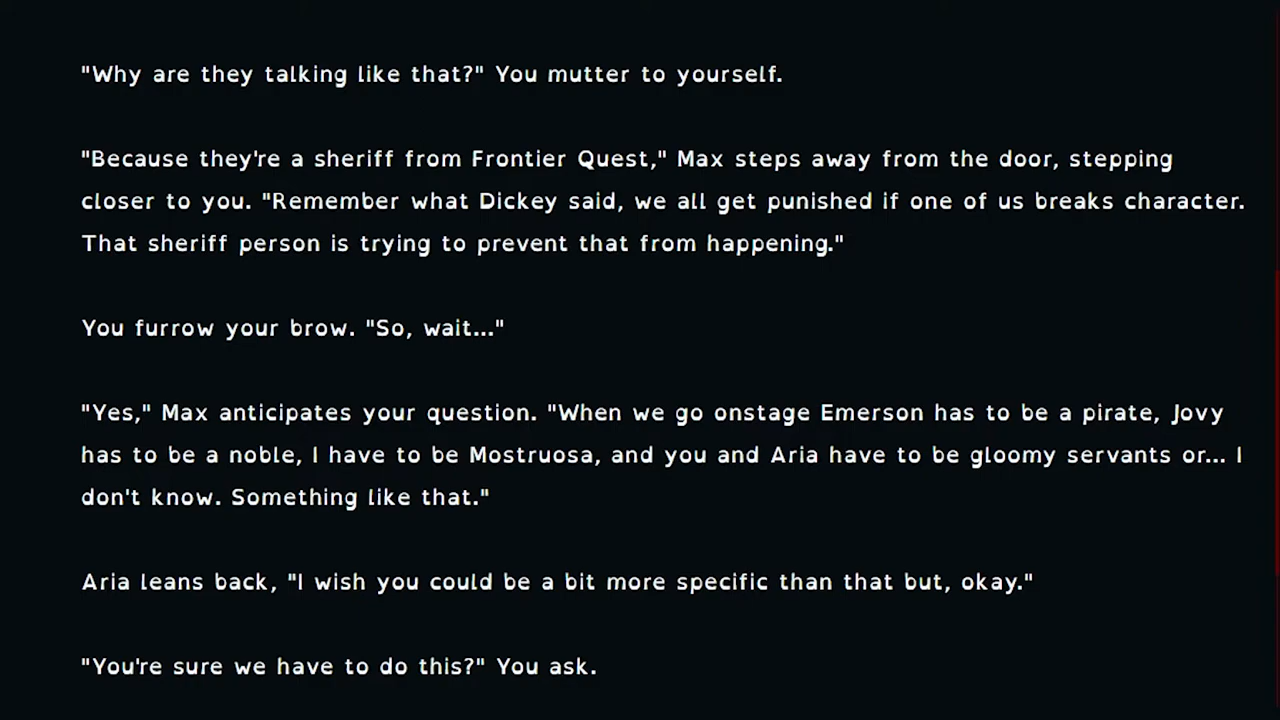 "Why are they talking like that?" You mutter to yourself.
"Because they're a sheriff from Frontier Quest," Max steps away from the door, stepping
closer to you. "Remember what Dickey said, we all get punished if one of us breaks character.
That sheriff person is trying to prevent that from happening."
You furrow your brow. "So, wait..."
"Yes," Max anticipates your question. "When we go onstage Emerson has to be a pirate, Jovy
has to be a noble, I have to be Mostruosa, and you and Aria have to be gloomy servants or... I
don't know. Something like that."
Aria leans back, "I wish you could be a bit more specific than that but, okay."
"You're sure we have to do this?" You ask.